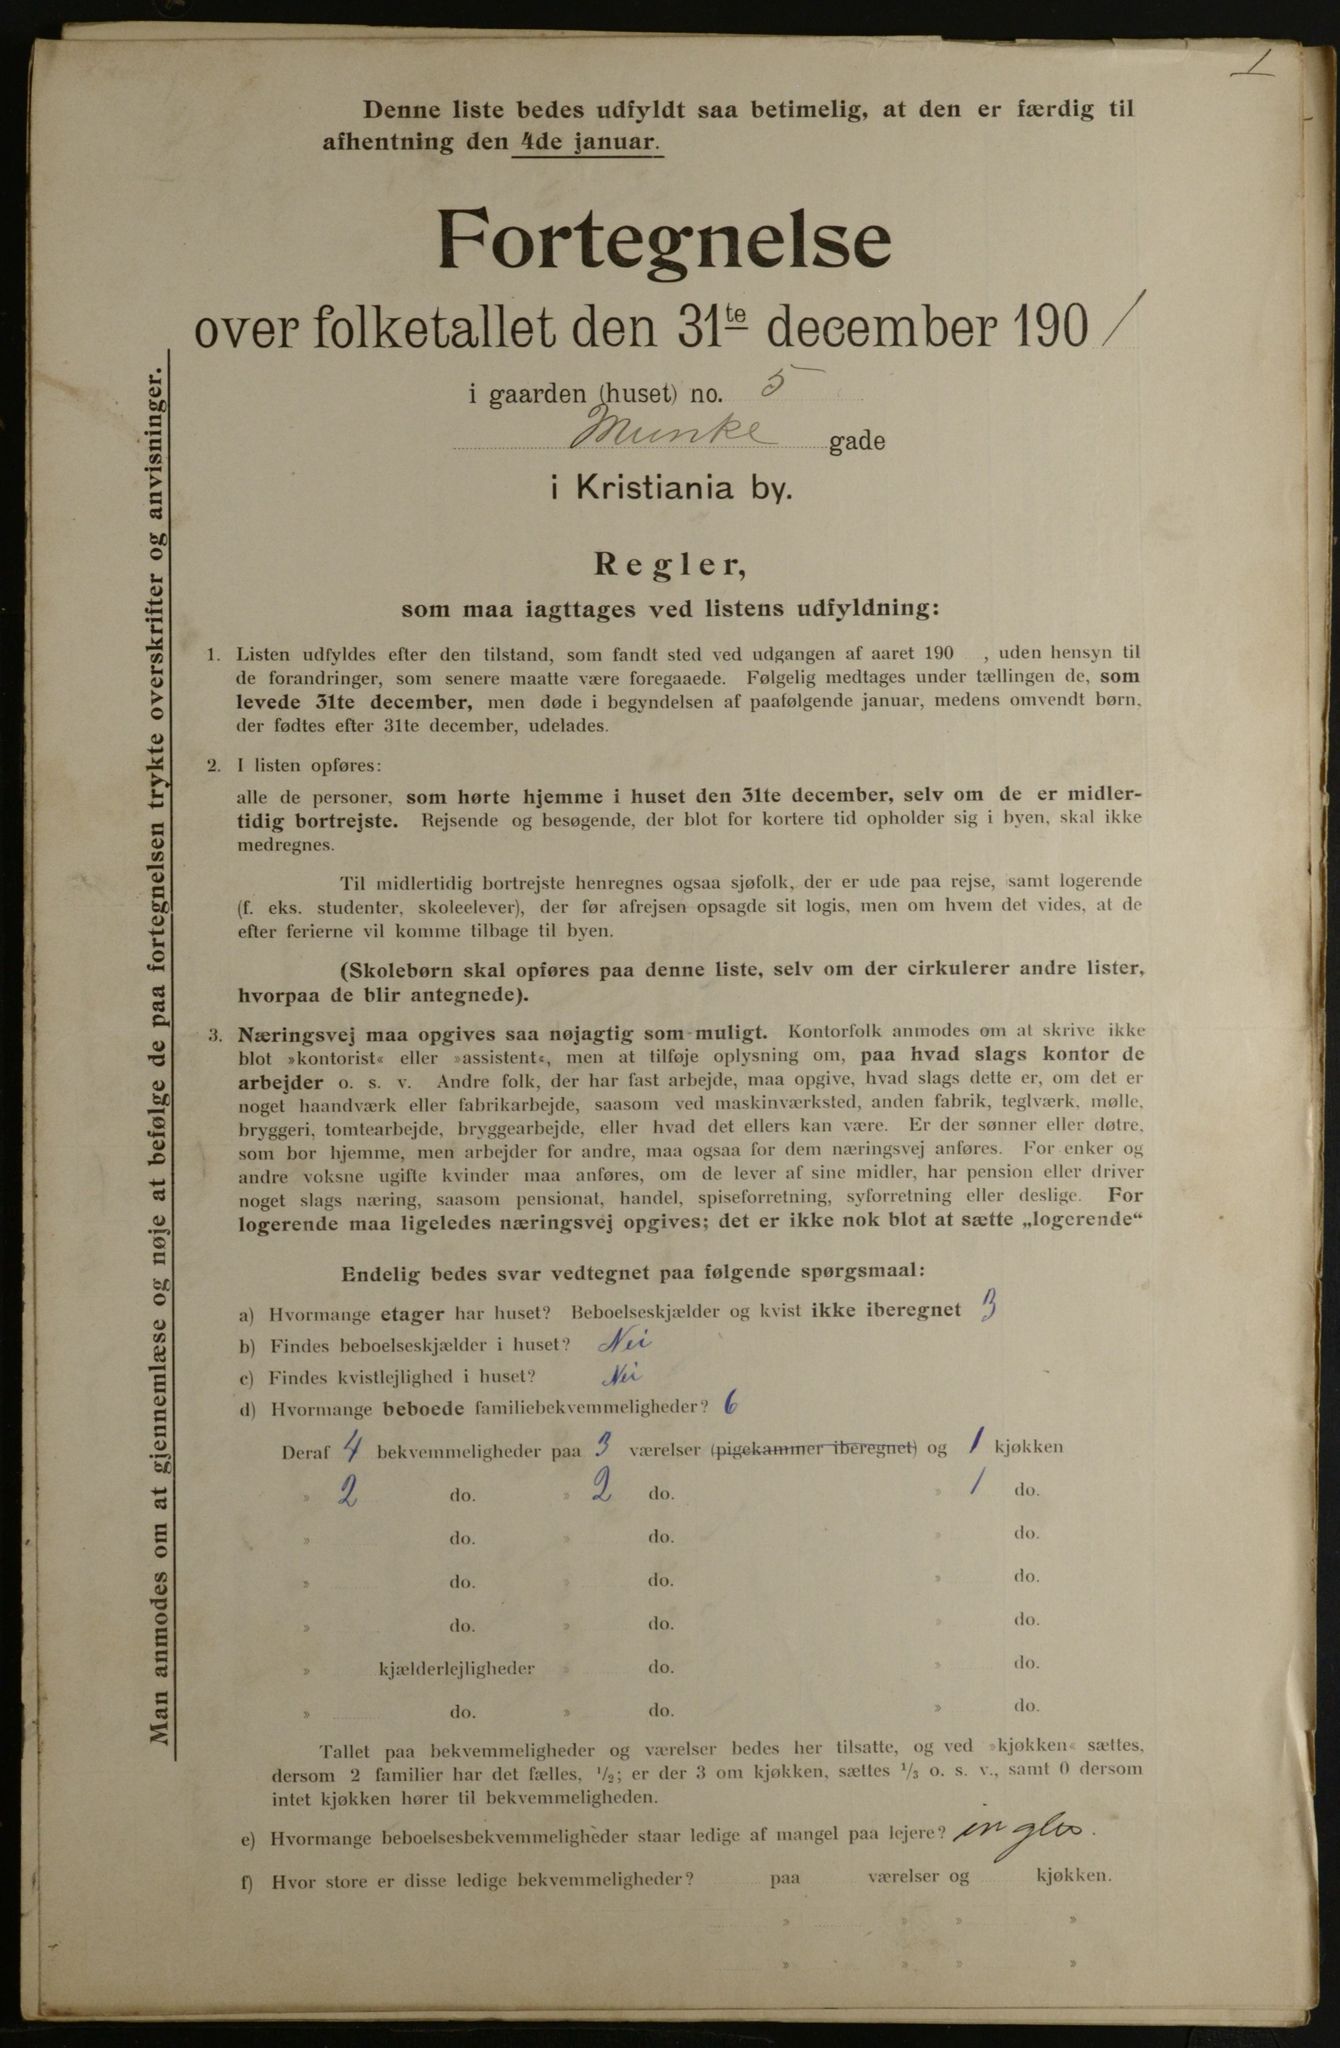 1
Denne liste bedes udfyldt saa betimelig, at den er færdig til
afhentning den 4de januar.
Fortegnelse
over folketallet den 31te december 1901
i gaarden (huset) no. 5
Munke gade
i Kristiania by.
Regler,
som maa iagttages ved listens udfyldning:
1. Listen udfyldes efter den tilstand, som fandt sted ved udgangen af aaret 190 , uden hensyn til
de forandringer, som senere maatte være foregaaede. Følgelig medtages under tællingen de, som
levede 31te december, men døde i begyndelsen af paafølgende januar, medens omvendt børn,
der fødtes efter 31te december, udelades.
2. I listen opføres:
alle de personer, som hørte hjemme i huset den 31te december, selv om de er midler-
tidig bortrejste. Rejsende og besøgende, der blot for kortere tid opholder sig i byen, skal ikke
medregnes.
Til midlertidig bortrejste henregnes ogsaa sjøfolk, der er ude paa rejse, samt logerende
(f. eks. studenter, skoleelever), der før afrejsen opsagde sit logis, men om hvem det vides, at de
efter ferierne vil komme tilbage til byen.
(Skolebørn skal opføres paa denne liste, selv om der cirkulerer andre lister,
hvorpaa de blir antegnede).
3. Næringsvej maa opgives saa nøjagtig som muligt. Kontorfolk anmodes om at skrive ikke
blot »kontorist« eller »assistent«, men at tilføje oplysning om, paa hvad slags kontor de
arbejder o. s. v. Andre folk, der har fast arbejde, maa opgive, hvad slags dette er, om det er
noget haandværk eller fabrikarbejde, saasom ved maskinværksted, anden fabrik, teglværk, mølle,
bryggeri, tomtearbejde, bryggearbejde, eller hvad det ellers kan være. Er der sønner eller døtre,
som bor hjemme, men arbejder for andre, maa ogsaa for dem næringsvej anføres. For enker og
andre voksne ugifte kvinder maa anføres, om de lever af sine midler, har pension eller driver
noget slags næring, saasom pensionat, handel, spiseforretning, syforretning eller deslige. For
logerende maa ligeledes næringsvej opgives; det er ikke nok blot at sætte „logerende“
Endelig bedes svar vedtegnet paa følgende spørgsmaal:
a) Hvormange etager har huset? Beboelseskjælder og kvist ikke iberegnet 3
b) Findes beboelseskjælder i huset? Nei
c) Findes kvistlejlighed i huset? Nei
d) Hvormange beboede familiebekvemmeligheder? 6
Deraf 4 bekvemmeligheder paa 3 værelser (pigekammer iberegnet) og 1 kjøkken
» 2 do. » 2 do. » 1 do.
» do. » do. » do.
» do. » do. » do.
» do. » do. » do.
» kjælderlejligheder » do. » do.
» do. » do. » do.
Tallet paa bekvemmeligheder og værelser bedes her tilsatte, og ved »kjøkken« sættes,
dersom 2 familier har det fælles, 1/2; er der 3 om kjøkken, sættes 1/3 o. s. v., samt 0 dersom
intet kjøkken hører til bekvemmeligheden.
e) Hvormange beboelsesbekvemmeligheder staar ledige af mangel paa lejere?
f) Hvor store er disse ledige bekvemmeligheder? paa værelser og kjøkken.
» » » »
» » » »
Man anmodes om at gjennemlæse og nøje at befølge de paa fortegnelsen trykte overskrifter og anvisninger.